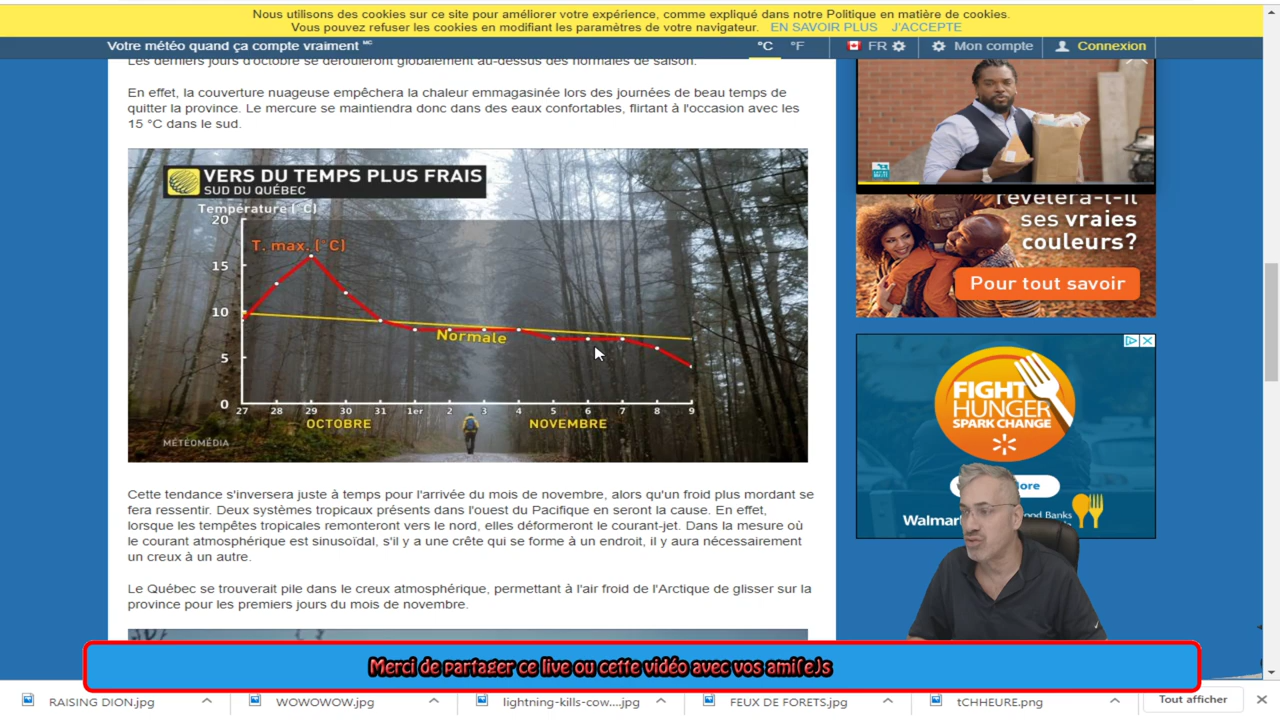 Nous utilisons des cookies sur ce site pour améliorer votre expérience, comme expliqué dans notre Politique en matière de cookies.
Vous pouvez refuser les cookies en modifiant les paramètres de votre navigateur. EN SAVOIR PLUS J'ACCEPTE
Votre météo quand ça compte vraiment MC
°C °F FR Mon compte Connexion
Les derniers jours d'octobre se dérouleront globalement au-dessus des normales de saison.
En effet, la couverture nuageuse empêchera la chaleur emmagasinée lors des journées de beau temps de
quitter la province. Le mercure se maintiendra donc dans des eaux confortables, flirtant à l'occasion avec les
15 °C dans le sud.
VERS DU TEMPS PLUS FRAIS
SUD DU QUÉBEC
Température (°C)
20
T. max. (°C)
15
10
Normale
5
0
27 28 29 30 31 1er 2 3 4 5 6 7 8 9
OCTOBRE NOVEMBRE
MÉTÉOMÉDIA
révélera-t-il
ses vraies
couleurs?
Pour tout savoir
FIGHT
HUNGER
SPARK CHANGE
ore
Walmar
ood Banks
Cette tendance s'inversera juste à temps pour l'arrivée du mois de novembre, alors qu'un froid plus mordant se
fera ressentir. Deux systèmes tropicaux présents dans l'ouest du Pacifique en seront la cause. En effet,
lorsque les tempêtes tropicales remonteront vers le nord, elles déformeront le courant-jet. Dans la mesure où
le courant atmosphérique est sinusoïdal, s'il y a une crête qui se forme à un endroit, il y aura nécessairement
un creux à un autre.
Le Québec se trouverait pile dans le creux atmosphérique, permettant à l'air froid de l'Arctique de glisser sur la
province pour les premiers jours du mois de novembre.
Merci de partager ce live ou cette vidéo avec vos ami(e)s
RAISING DION.jpg WOWOWOW.jpg lightning-kills-cow....jpg FEUX DE FORETS.jpg tCHHEURE.png Tout afficher